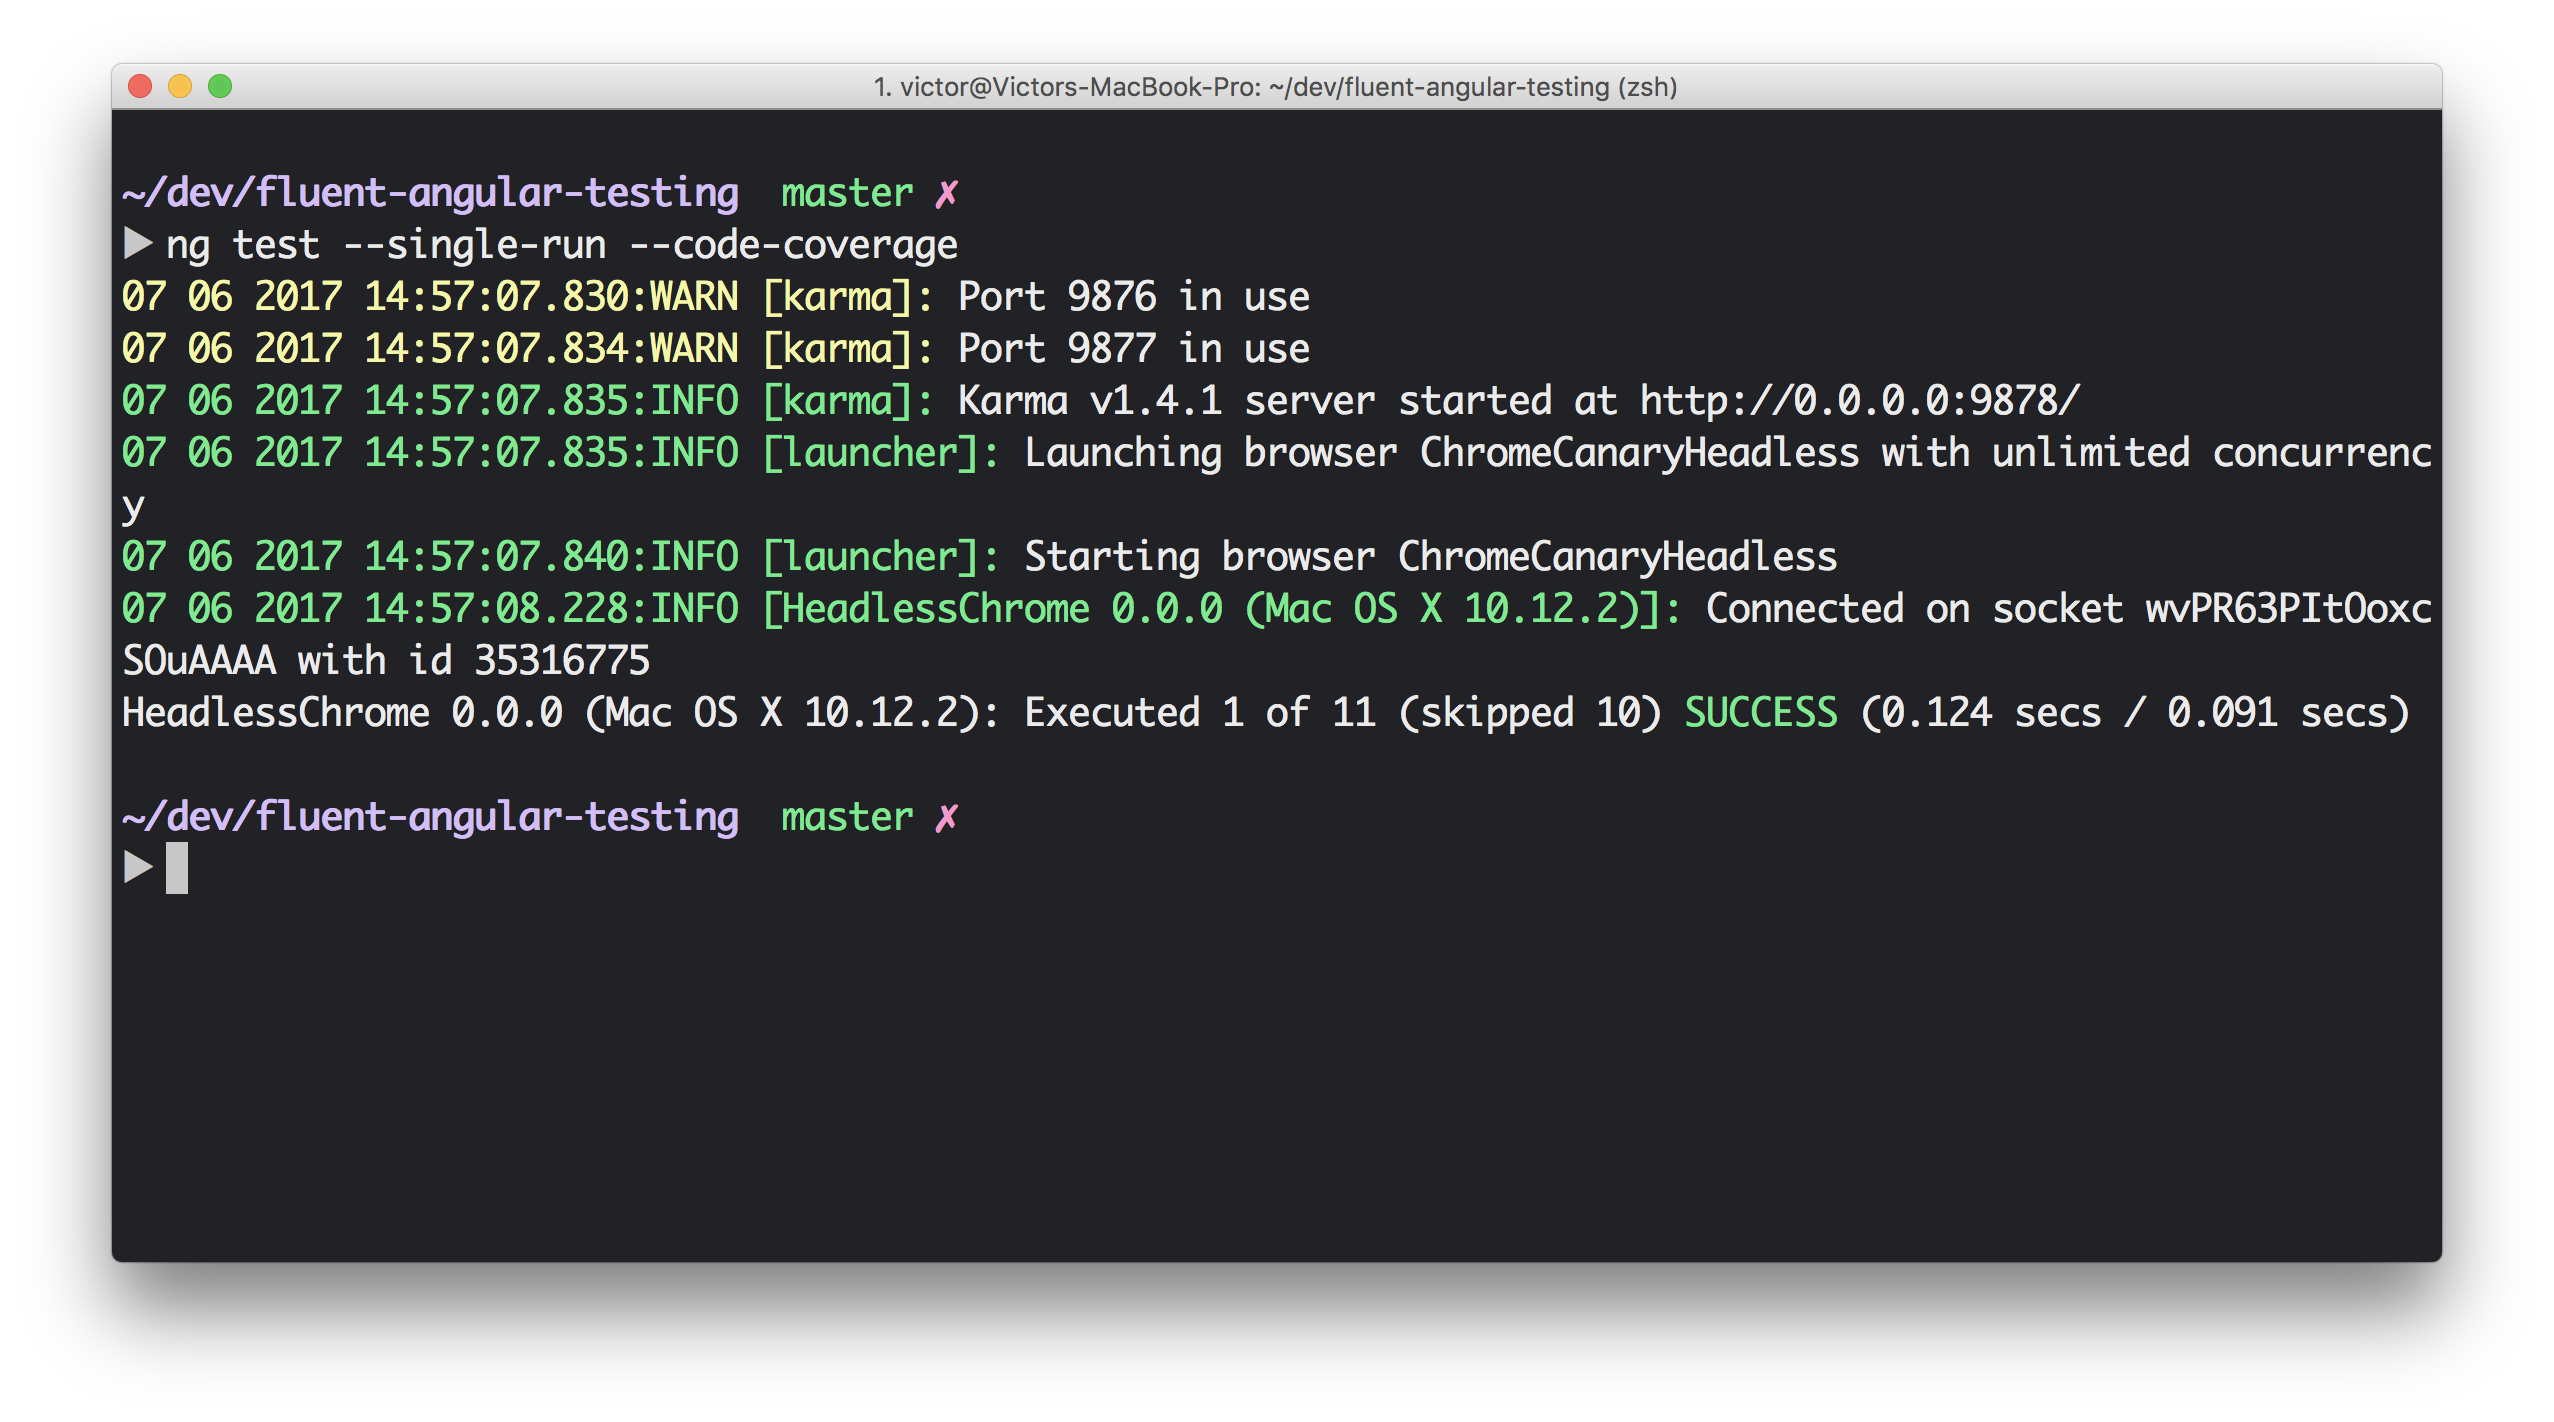 1. victor@Victors-MacBook-Pro: ~/dev/fluent-angular-testing (zsh)
~/dev/fluent-angular-testing  master ✗
▶ ng test --single-run --code-coverage
07 06 2017 14:57:07.830:WARN [karma]: Port 9876 in use
07 06 2017 14:57:07.834:WARN [karma]: Port 9877 in use
07 06 2017 14:57:07.835:INFO [karma]: Karma v1.4.1 server started at http://0.0.0.0:9878/
07 06 2017 14:57:07.835:INFO [launcher]: Launching browser ChromeCanaryHeadless with unlimited concurrenc
y
07 06 2017 14:57:07.840:INFO [launcher]: Starting browser ChromeCanaryHeadless
07 06 2017 14:57:08.228:INFO [HeadlessChrome 0.0.0 (Mac OS X 10.12.2)]: Connected on socket wvPR63PItOoxc
SOuAAAA with id 35316775
HeadlessChrome 0.0.0 (Mac OS X 10.12.2): Executed 1 of 11 (skipped 10) SUCCESS (0.124 secs / 0.091 secs)
~/dev/fluent-angular-testing  master ✗
▶